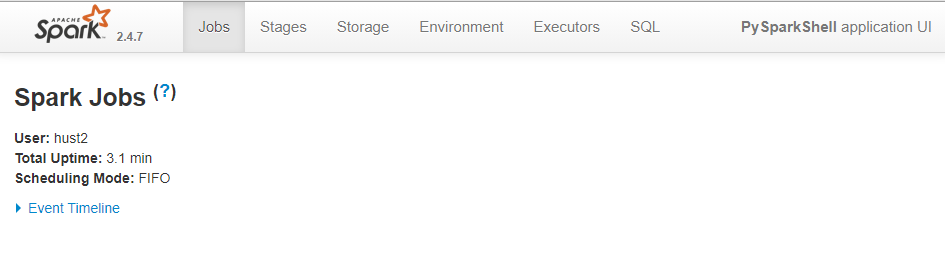 APACHE Spark 2.4.7 Jobs Stages Storage Environment Executors SQL PySparkShell application UI
Spark Jobs (?)
User: hust2
Total Uptime: 3.1 min
Scheduling Mode: FIFO
Event Timeline